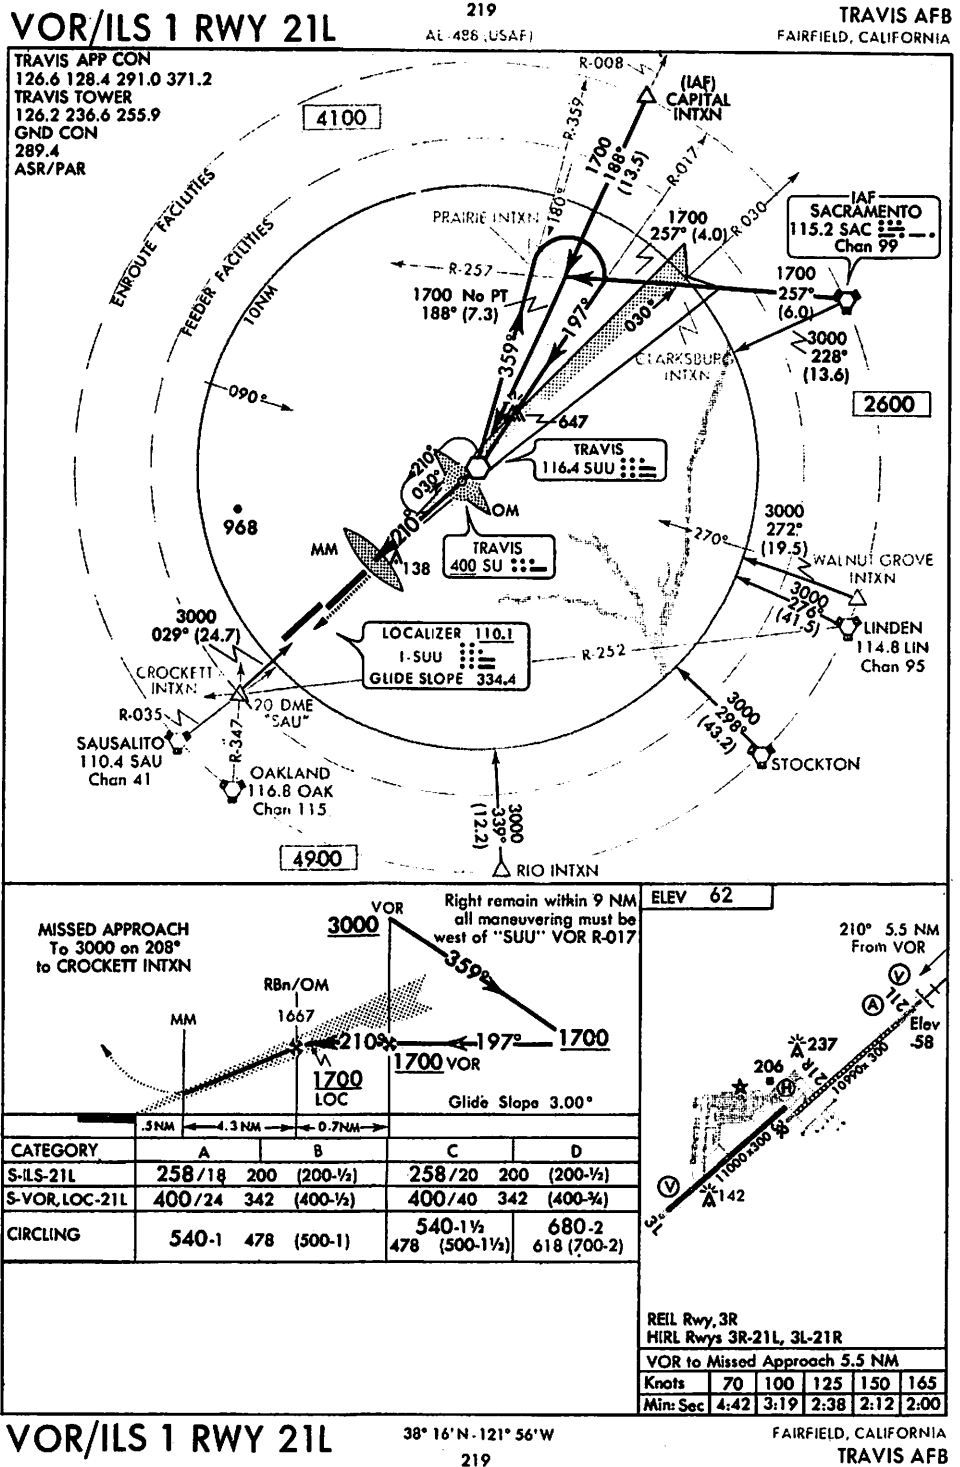 VOR/ILS 1 RWY 21L
219
AL-488 (USAF)
TRAVIS AFB
FAIRFIELD, CALIFORNIA
TRAVIS APP CON
126.6 128.4 291.0 371.2
TRAVIS TOWER
126.2 236.6 255.9
GND CON
289.4
ASR/PAR
4100
ENROUTE FACILITIES
FEEDER FACILITIES
10NM
R-008
R-359
180°
(IAF)
CAPITAL
INTXN
1700
188°
(13.5)
R-017
R-030
PRAIRIE INTXN
1700
257° (4.0)
IAF
SACRAMENTO
115.2 SAC
Chan 99
R-257
1700 No PT
188° (7.3)
1700
257°
(6.0)
3000
228°
(13.6)
359°
197°
030°
CLARKSBURG
INTXN
2600
090°
647
TRAVIS
116.4 SUU
210°
030°
210°
OM
968
MM
138
TRAVIS
400 SU
3000
272°
(19.5)
270°
WALNUT GROVE
INTXN
3000
276°
(41.5)
LINDEN
114.8 LIN
Chan 95
3000
029° (24.7)
LOCALIZER 110.1
I-SUU
GLIDE SLOPE 334.4
R-252
CROCKETT
INTXN
20 DME
"SAU"
R-035
R-347
SAUSALITO
110.4 SAU
Chan 41
OAKLAND
116.8 OAK
Chan 115
3000
298°
(43.2)
STOCKTON
3000
339°
(12.2)
4900
RIO INTXN
MISSED APPROACH
To 3000 on 208°
to CROCKETT INTXN
VOR
3000
Right remain within 9 NM
all maneuvering must be
west of "SUU" VOR R-017
359°
RBn/OM
1667
MM
210°
197°
1700
1700 VOR
1700
LOC
Glide Slope 3.00°
.5NM
4.3 NM
0.7NM
CATEGORY A B C D
S-ILS-21L 258/18 200 (200-½) 258/20 200 (200-½)
S-VOR, LOC-21L 400/24 342 (400-½) 400/40 342 (400-¾)
CIRCLING 540-1 478 (500-1) 540-1½ 478 (500-1½) 680-2 618 (700-2)
ELEV 62
210° 5.5 NM
From VOR
V
A
21L
Elev
58
237
206
21R
H
10990x 300
3R
11000x300
V
142
3L
REIL Rwy, 3R
HIRL Rwys 3R-21L, 3L-21R
VOR to Missed Approach 5.5 NM
Knots 70 100 125 150 165
Min: Sec 4:42 3:19 2:38 2:12 2:00
VOR/ILS 1 RWY 21L
38° 16'N-121° 56'W
219
FAIRFIELD, CALIFORNIA
TRAVIS AFB